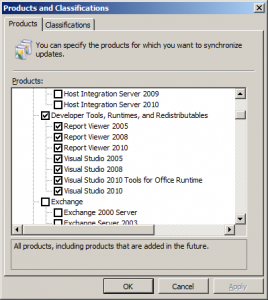 Products and Classifications
Products Classifications
You can specify the products for which you want to synchronize
updates.
Products:
Host Integration Server 2009
Host Integration Server 2010
Developer Tools, Runtimes, and Redistributables
Report Viewer 2005
Report Viewer 2008
Report Viewer 2010
Visual Studio 2005
Visual Studio 2008
Visual Studio 2010 Tools for Office Runtime
Visual Studio 2010
Exchange
Exchange 2000 Server
Exchange Server 2003
All products, including products that are added in the future.
OK Cancel Apply